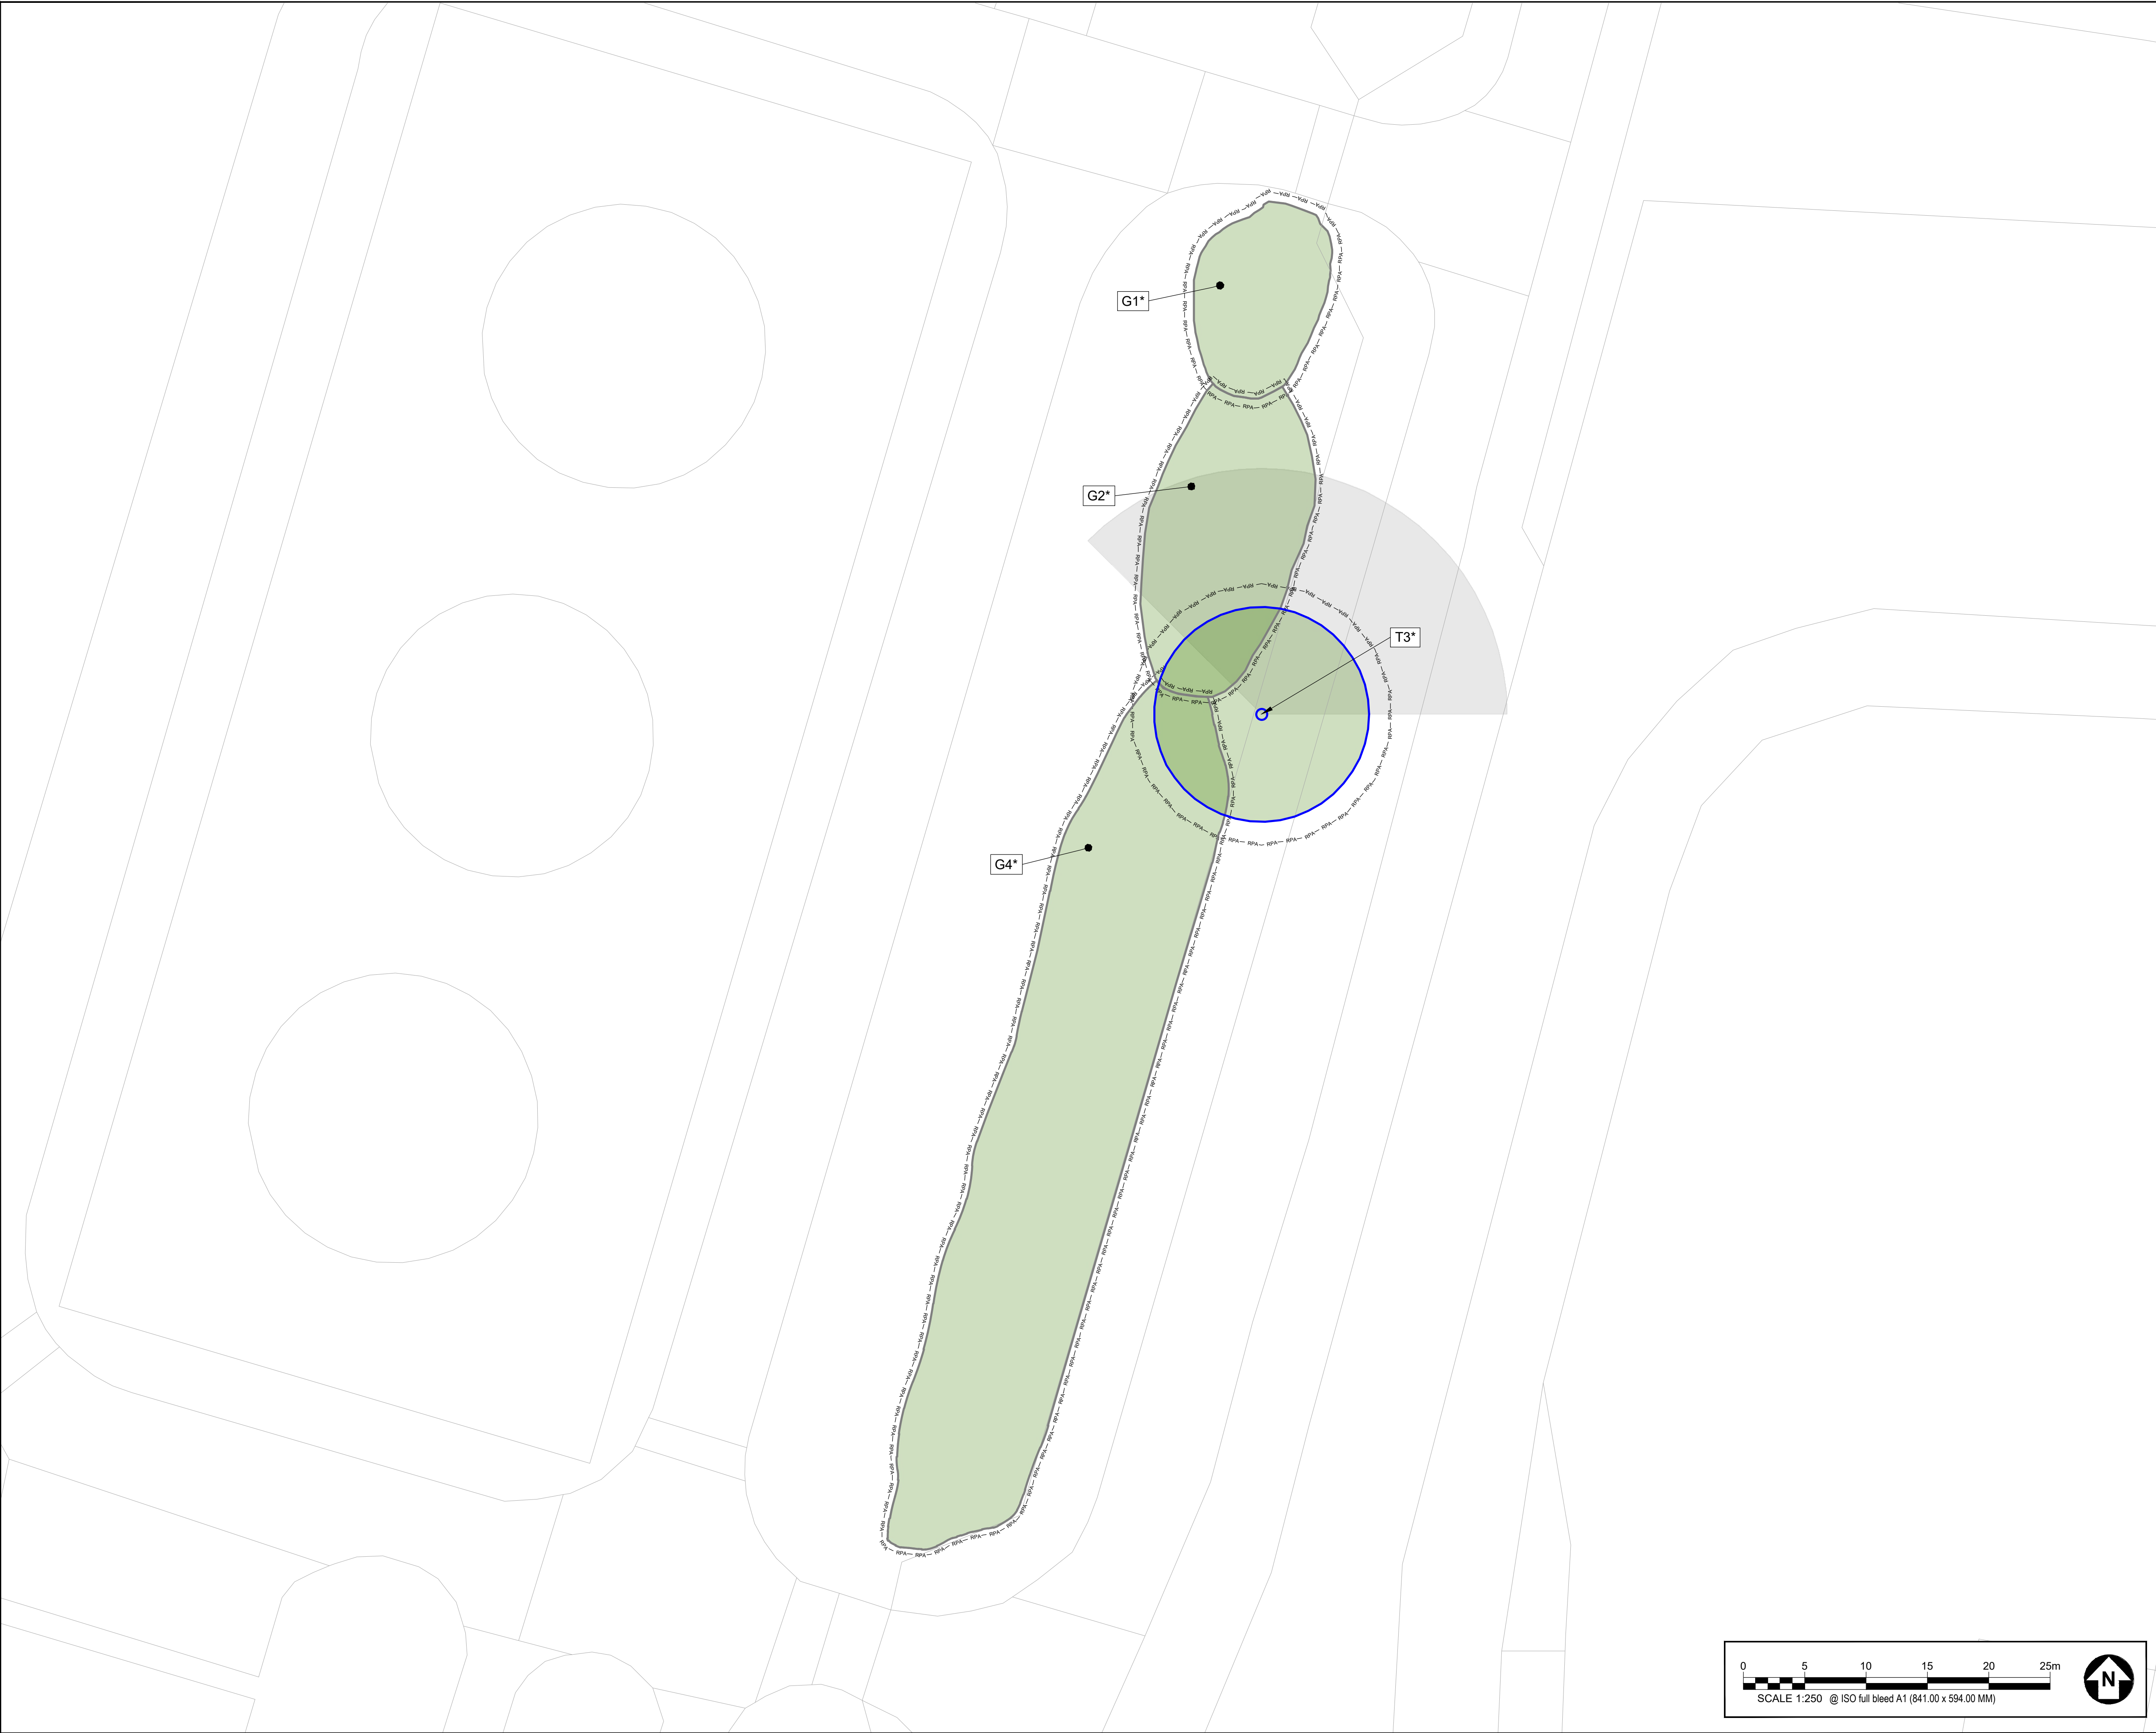 G1*
G2*
T3*
G4*
RPA
0 5 10 15 20 25m
SCALE 1:250 @ ISO full bleed A1 (841.00 x 594.00 MM)
N